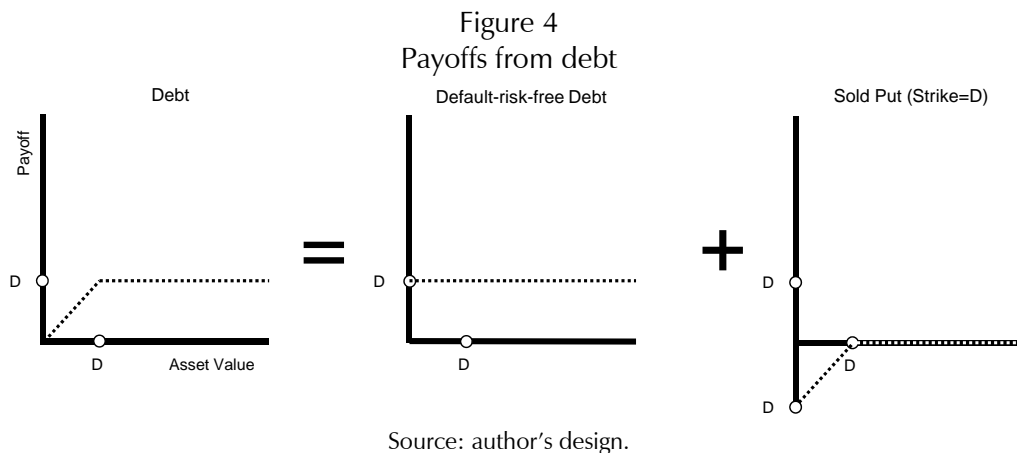 Figure 4
Payoffs from debt
Debt
Default-risk-free Debt
Sold Put (Strike=D)
Payoff
=
+
D
D
D
D
D
D
D
Asset Value
D
Source: author's design.